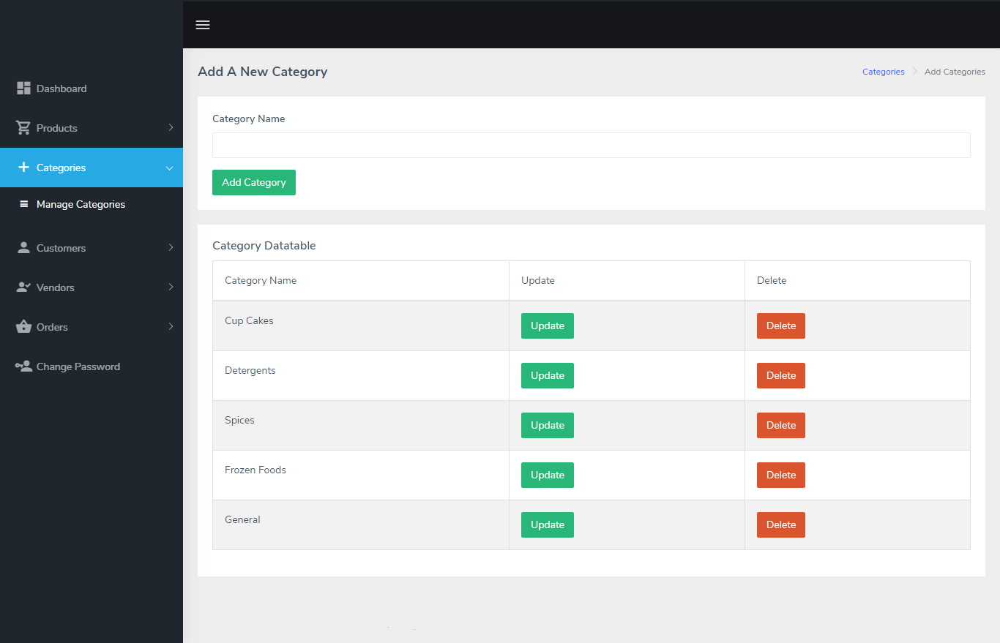 Dashboard
Products
Categories
Manage Categories
Customers
Vendors
Orders
Change Password
Add A New Category
Categories
Add Categories
Category Name
Add Category
Category Datatable
Category Name Update Delete
Cup Cakes Update Delete
Detergents Update Delete
Spices Update Delete
Frozen Foods Update Delete
General Update Delete